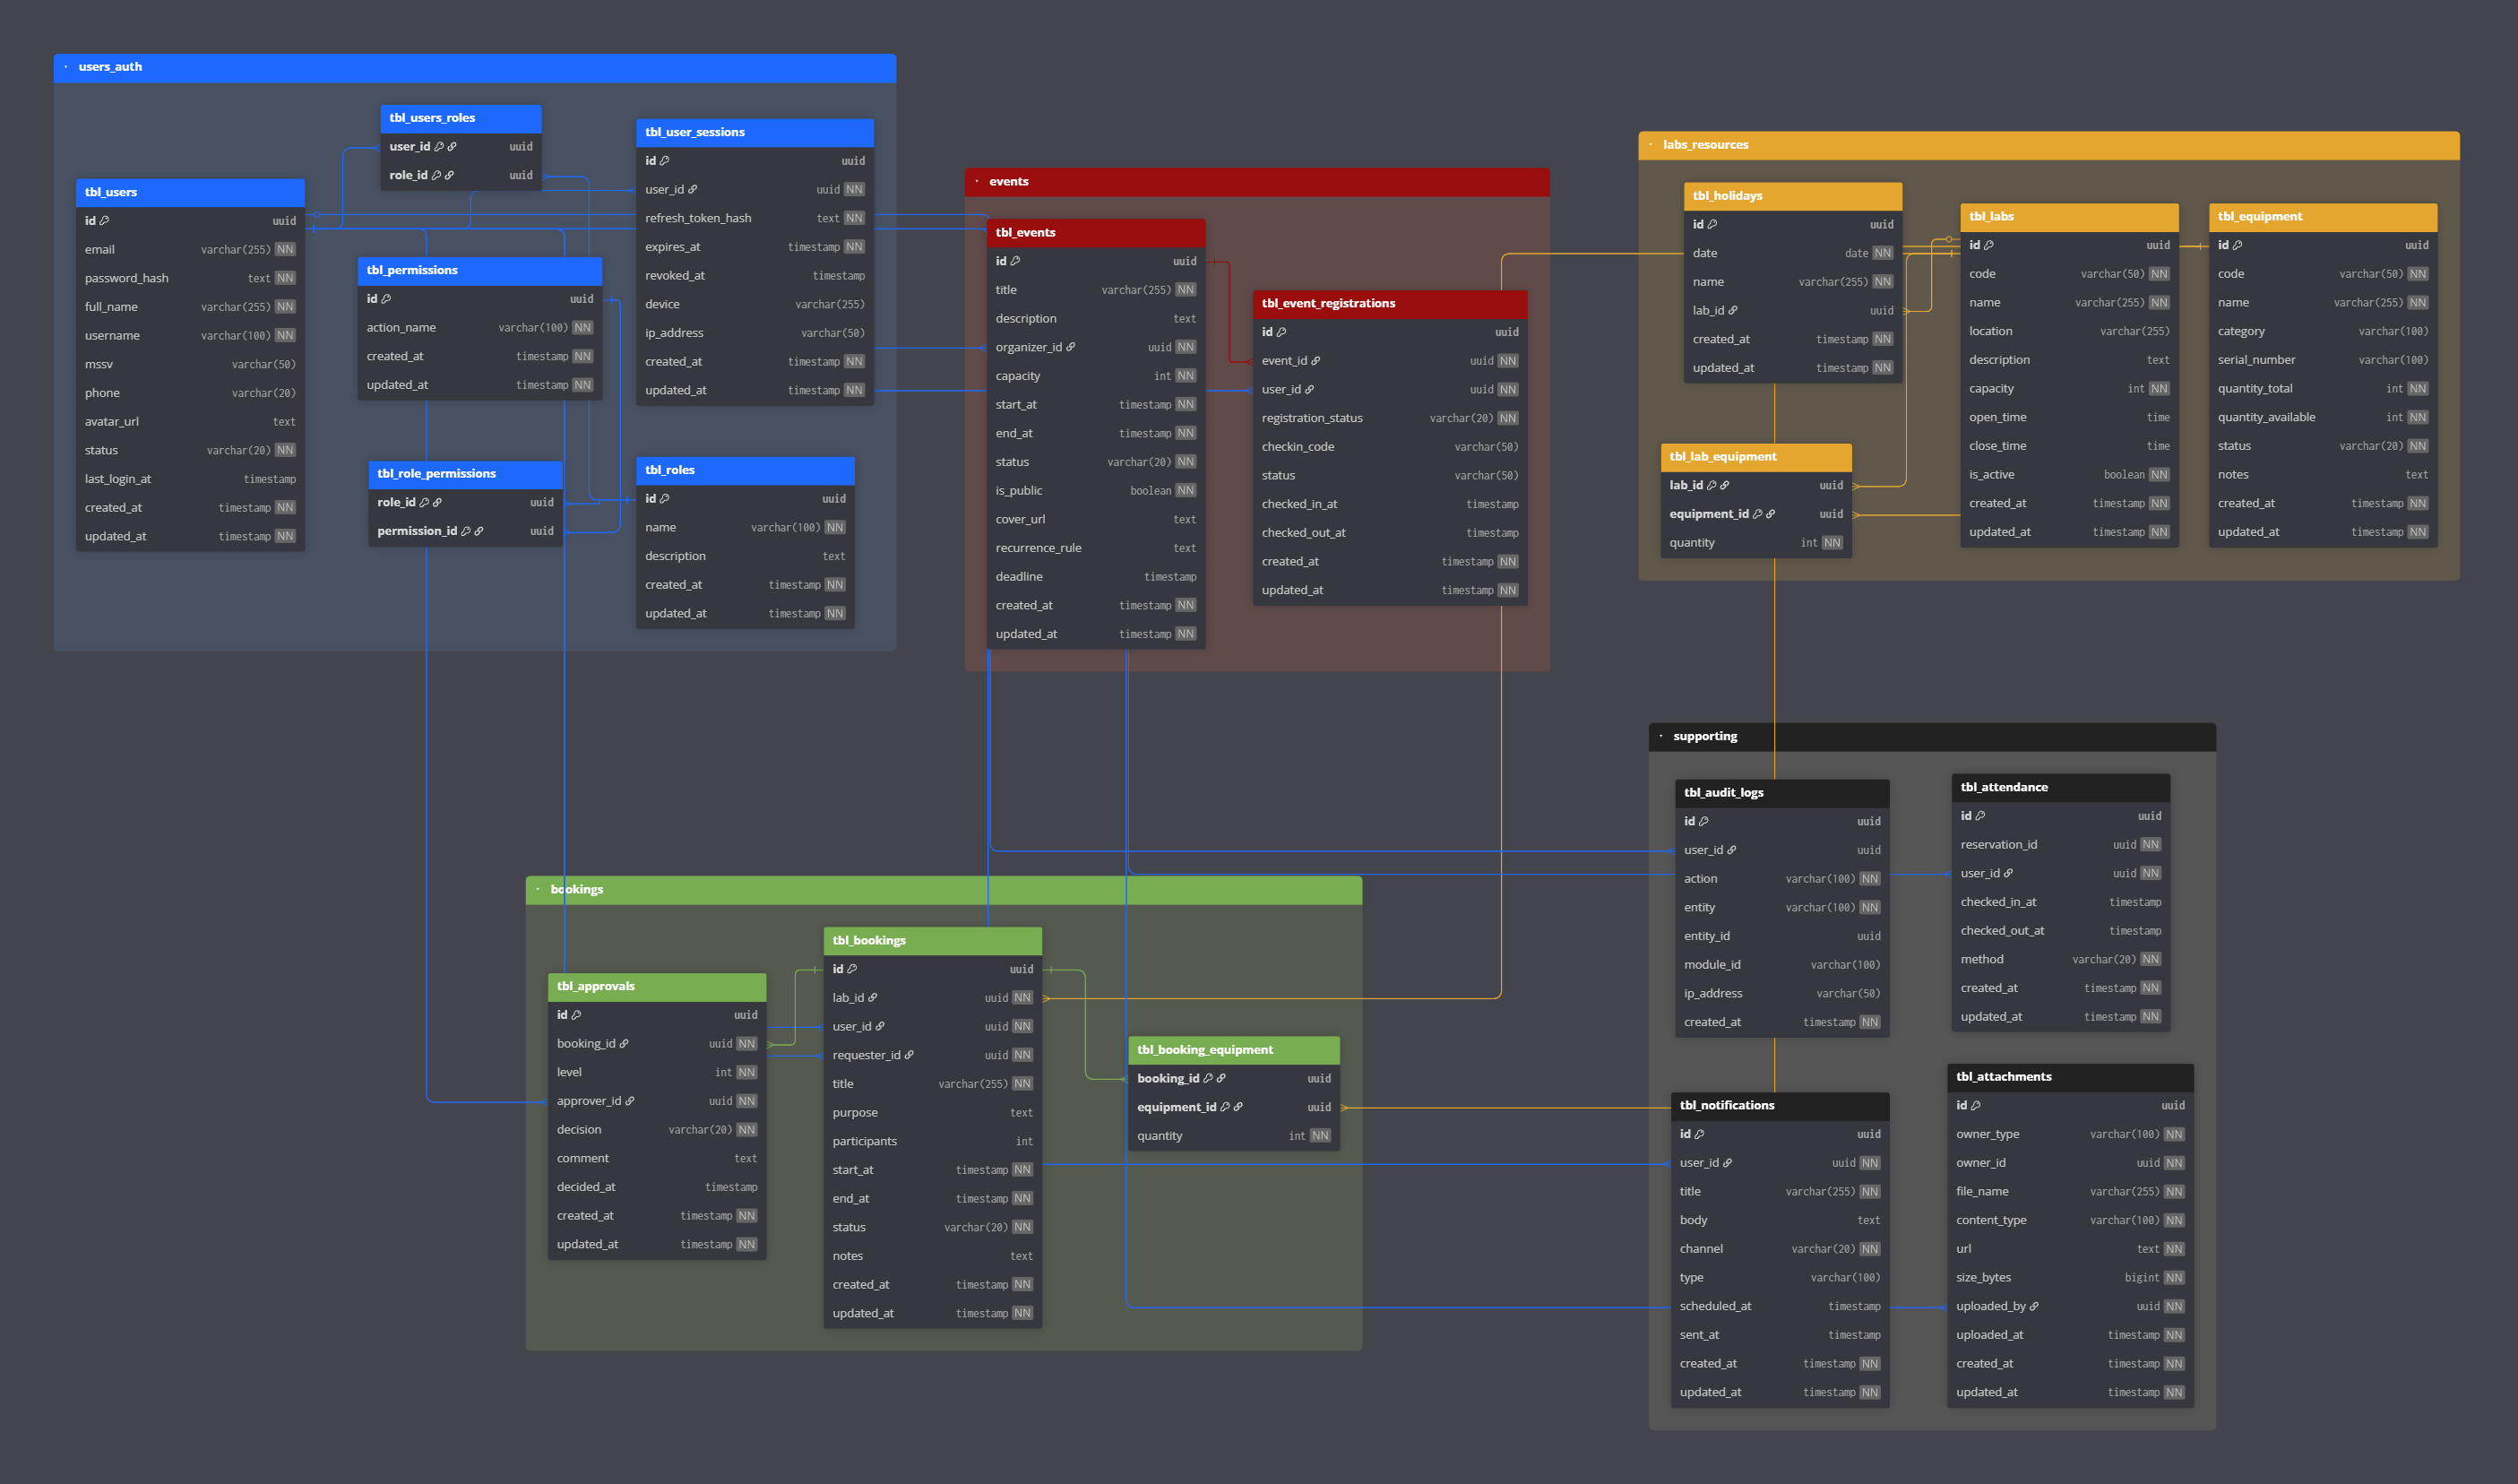 users_auth
tbl_users_roles
user_id uuid
role_id uuid
tbl_user_sessions
id uuid
user_id uuid NN
refresh_token_hash text NN
expires_at timestamp NN
revoked_at timestamp
device varchar(255)
ip_address varchar(50)
created_at timestamp NN
updated_at timestamp NN
tbl_users
id uuid
email varchar(255) NN
password_hash text NN
full_name varchar(255) NN
username varchar(100) NN
mssv varchar(50)
phone varchar(20)
avatar_url text
status varchar(20) NN
last_login_at timestamp
created_at timestamp NN
updated_at timestamp NN
tbl_permissions
id uuid
action_name varchar(100) NN
created_at timestamp NN
updated_at timestamp NN
tbl_role_permissions
role_id uuid
permission_id uuid
tbl_roles
id uuid
name varchar(100) NN
description text
created_at timestamp NN
updated_at timestamp NN
events
tbl_events
id uuid
title varchar(255) NN
description text
organizer_id uuid NN
capacity int NN
start_at timestamp NN
end_at timestamp NN
status varchar(20) NN
is_public boolean NN
cover_url text
recurrence_rule text
deadline timestamp
created_at timestamp NN
updated_at timestamp NN
tbl_event_registrations
id uuid
event_id uuid NN
user_id uuid NN
registration_status varchar(20) NN
checkin_code varchar(50)
status varchar(50)
checked_in_at timestamp
checked_out_at timestamp
created_at timestamp NN
updated_at timestamp NN
labs_resources
tbl_holidays
id uuid
date date NN
name varchar(255) NN
lab_id uuid
created_at timestamp NN
updated_at timestamp NN
tbl_labs
id uuid
code varchar(50) NN
name varchar(255) NN
location varchar(255)
description text
capacity int NN
open_time time
close_time time
is_active boolean NN
created_at timestamp NN
updated_at timestamp NN
tbl_equipment
id uuid
code varchar(50) NN
name varchar(255) NN
category varchar(100)
serial_number varchar(100)
quantity_total int NN
quantity_available int NN
status varchar(20) NN
notes text
created_at timestamp NN
updated_at timestamp NN
tbl_lab_equipment
lab_id uuid
equipment_id uuid
quantity int NN
bookings
tbl_approvals
id uuid
booking_id uuid NN
level int NN
approver_id uuid NN
decision varchar(20) NN
comment text
decided_at timestamp
created_at timestamp NN
updated_at timestamp NN
tbl_bookings
id uuid
lab_id uuid NN
user_id uuid NN
requester_id uuid NN
title varchar(255) NN
purpose text
participants int
start_at timestamp NN
end_at timestamp NN
status varchar(20) NN
notes text
created_at timestamp NN
updated_at timestamp NN
tbl_booking_equipment
booking_id uuid
equipment_id uuid
quantity int NN
supporting
tbl_audit_logs
id uuid
user_id uuid
action varchar(100) NN
entity varchar(100) NN
entity_id uuid
module_id varchar(100)
ip_address varchar(50)
created_at timestamp NN
tbl_attendance
id uuid
reservation_id uuid NN
user_id uuid NN
checked_in_at timestamp
checked_out_at timestamp
method varchar(20) NN
created_at timestamp NN
updated_at timestamp NN
tbl_notifications
id uuid
user_id uuid NN
title varchar(255) NN
body text
channel varchar(20) NN
type varchar(100)
scheduled_at timestamp
sent_at timestamp
created_at timestamp NN
updated_at timestamp NN
tbl_attachments
id uuid
owner_type varchar(100) NN
owner_id uuid NN
file_name varchar(255) NN
content_type varchar(100) NN
url text NN
size_bytes bigint NN
uploaded_by uuid NN
uploaded_at timestamp NN
created_at timestamp NN
updated_at timestamp NN